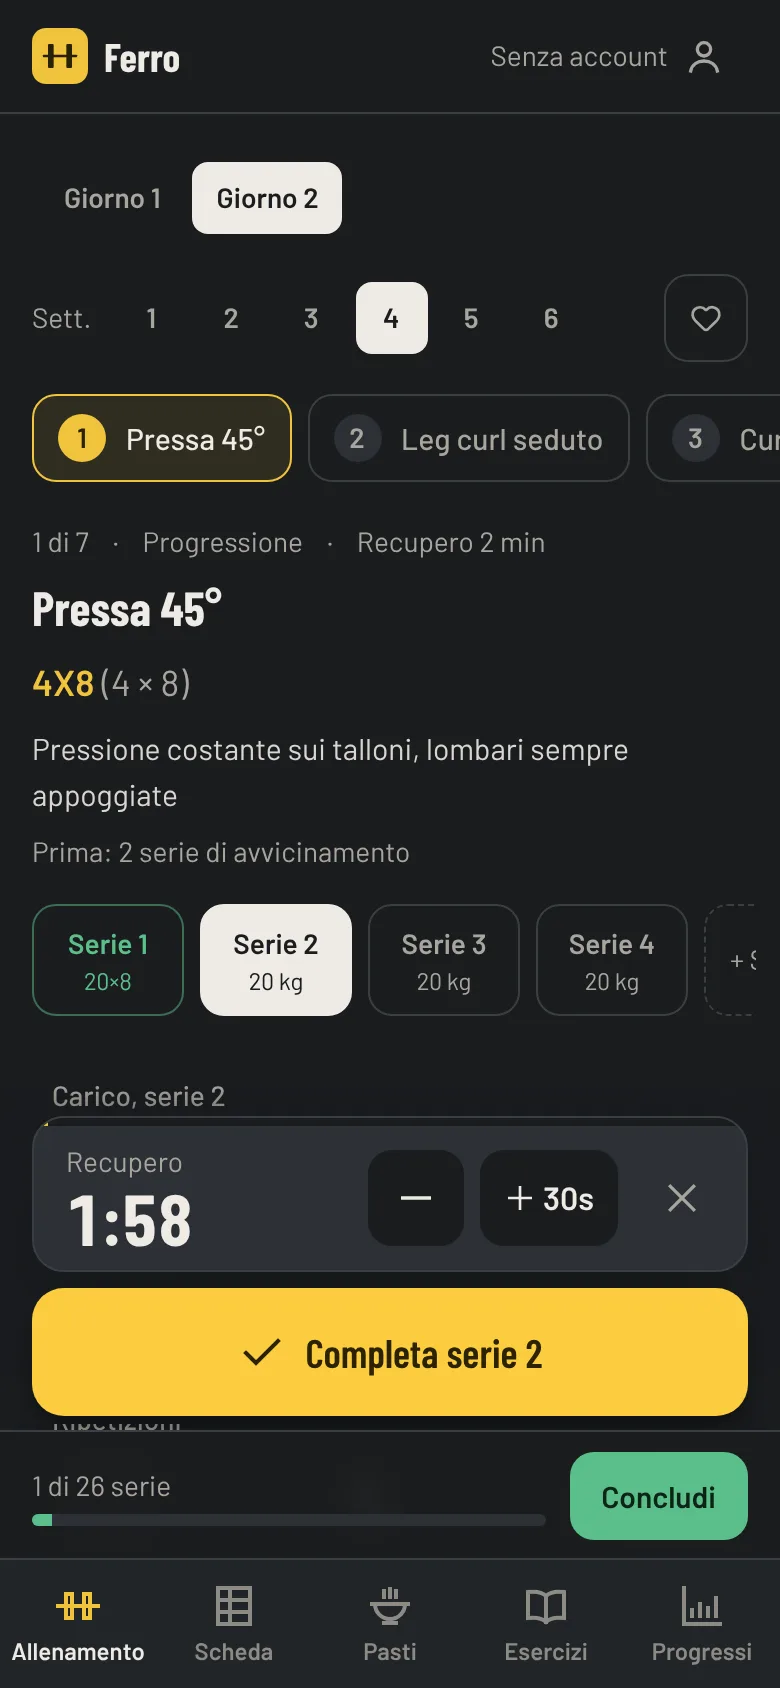 Ferro
Senza account
Giorno 1
Giorno 2
Sett.
1
2
3
4
5
6
1
Pressa 45°
2
Leg curl seduto
3
1 di 7 · Progressione · Recupero 2 min
Pressa 45°
4X8 (4 × 8)
Pressione costante sui talloni, lombari sempre
appoggiate
Prima: 2 serie di avvicinamento
Serie 1
20×8
Serie 2
20 kg
Serie 3
20 kg
Serie 4
20 kg
+
Carico, serie 2
Recupero
1:58
−
+ 30s
Completa serie 2
1 di 26 serie
Concludi
Allenamento
Scheda
Pasti
Esercizi
Progressi